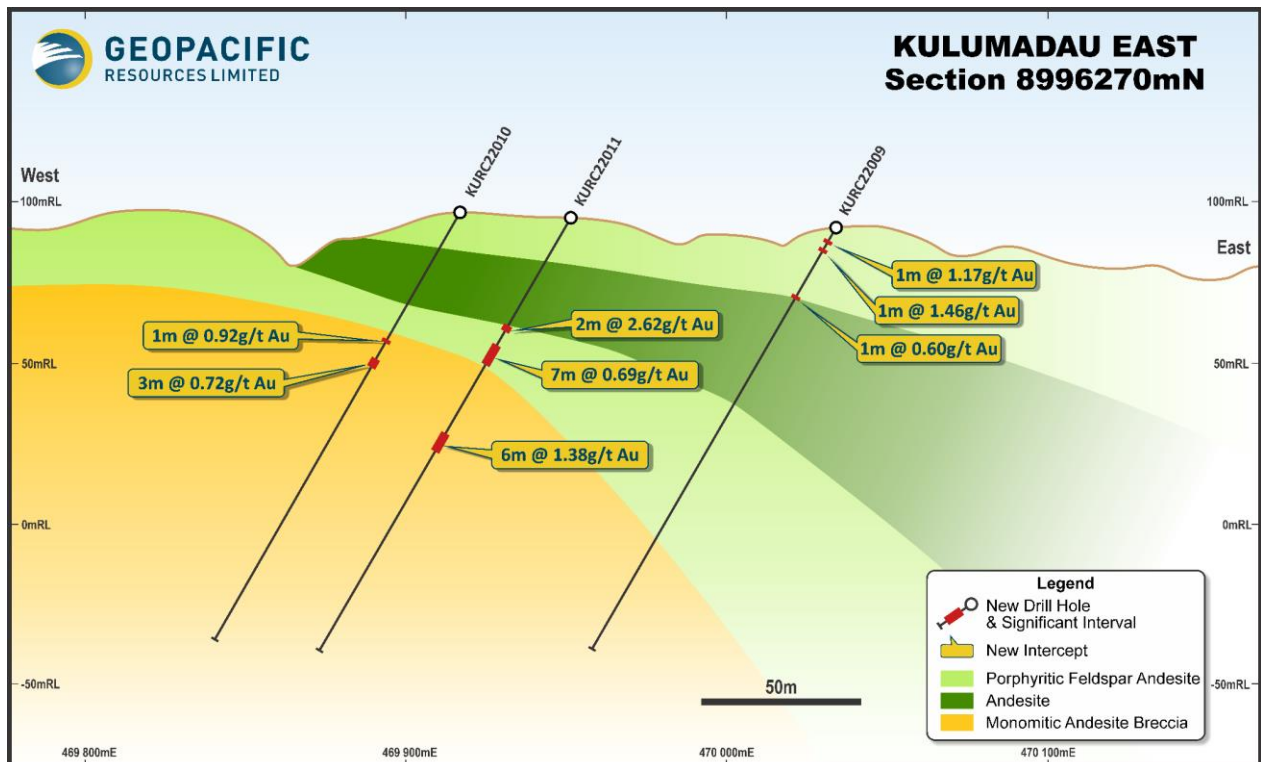 GEOPACIFIC
RESOURCES LIMITED
KULUMADAU EAST
Section 8996270mN
KURC22010
KURC22011
KURC22009
West
100mRL
100mRL
East
1m @ 1.17g/t Au
1m @ 1.46g/t Au
2m @ 2.62g/t Au
1m @ 0.92g/t Au
1m @ 0.60g/t Au
50mRL
50mRL
7m @ 0.69g/t Au
3m @ 0.72g/t Au
6m @ 1.38g/t Au
0mRL
0mRL
Legend
New Drill Hole
& Significant Interval
New Intercept
Porphyritic Feldspar Andesite
Andesite
Monomitic Andesite Breccia
-50mRL
-50mRL
50m
469 800mE
469 900mE
470 000mE
470 100mE